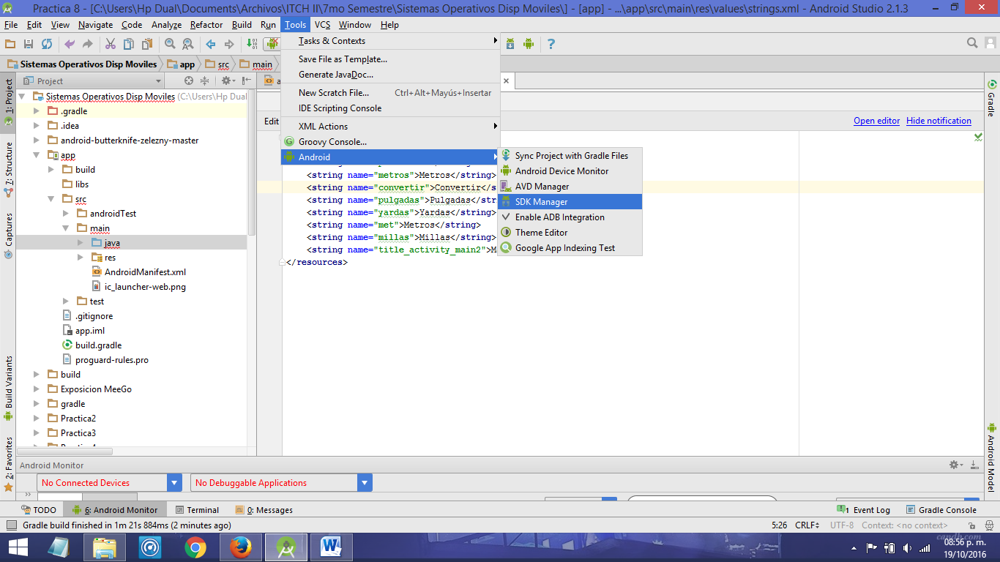 Practica 8 - [C:\Users\Hp Dual\Documents\Archivos\ITCH II\7mo Semestre\Sistemas Operativos Disp Moviles\] - [app] - ...\app\src\main\res\values\strings.xml - Android Studio 2.1.3
File Edit View Navigate Code Analyze Refactor Build Run Tools VCS Window Help
Sistemas Operativos Disp Moviles app src main
Tasks & Contexts
Save File as Template...
Generate JavaDoc...
New Scratch File... Ctrl+Alt+Mayús+Insertar
IDE Scripting Console
XML Actions
Groovy Console...
Android
Sync Project with Gradle Files
Android Device Monitor
AVD Manager
SDK Manager
Enable ADB Integration
Theme Editor
Google App Indexing Test
1: Project
7: Structure
Captures
Build Variants
2: Favorites
Project
Sistemas Operativos Disp Moviles (C:\Users\Hp Dual
.gradle
.idea
android-butterknife-zelezny-master
app
build
libs
src
androidTest
main
java
res
AndroidManifest.xml
ic_launcher-web.png
test
.gitignore
app.iml
build.gradle
proguard-rules.pro
build
Exposicion MeeGo
gradle
Practica2
Practica3
Edit Open editor Hide notification
<string name="metros">Metros</string>
<string name="convertir">Convertir</s
<string name="pulgadas">Pulgadas</str
<string name="yardas">Yardas</string>
<string name="met">Metros</string>
<string name="millas">Millas</string>
<string name="title_activity_main2">M
</resources>
Gradle
Android Model
Android Monitor
No Connected Devices No Debuggable Applications
TODO 6: Android Monitor Terminal 0: Messages 1 Event Log Gradle Console
Gradle build finished in 1m 21s 884ms (2 minutes ago) 5:26 CRLF UTF-8 Context: <no context>
08:56 p. m.
19/10/2016